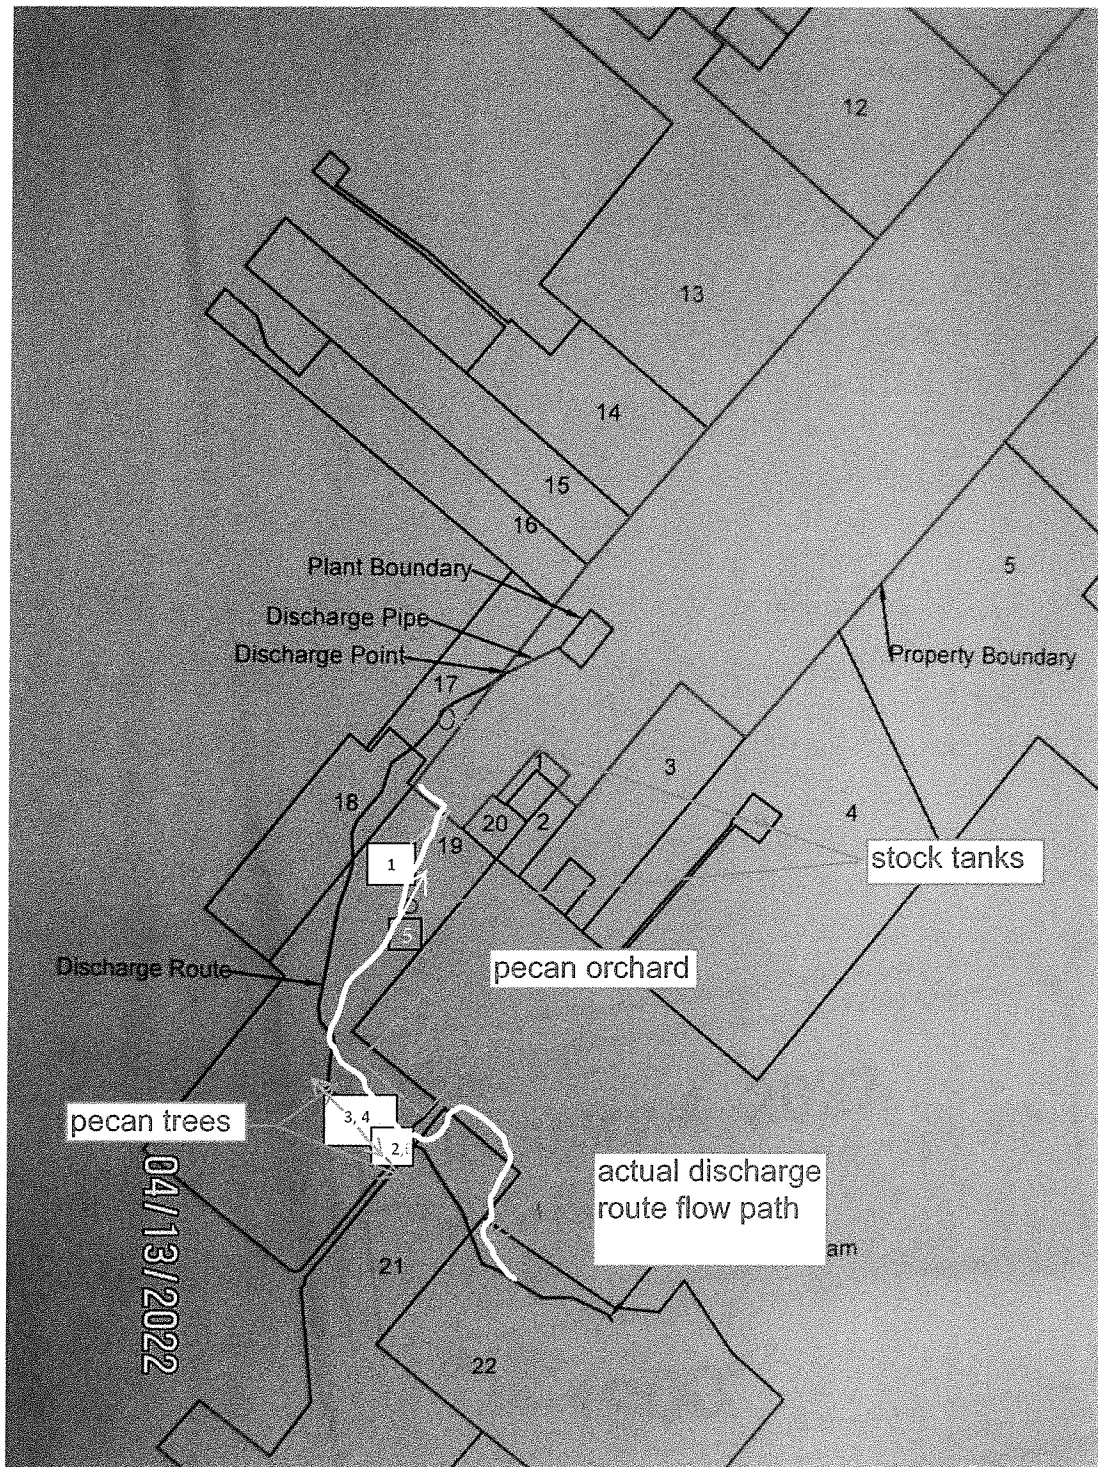 12
13
14
15
16
Plant Boundary
5
Discharge Pipe
Discharge Point
Property Boundary
17
1
3
18
20
2
4
19
stock tanks
1
5
pecan orchard
Discharge Route
pecan trees
3, 4
2,
actual discharge
route flow path
am
21
22
04/13/2022